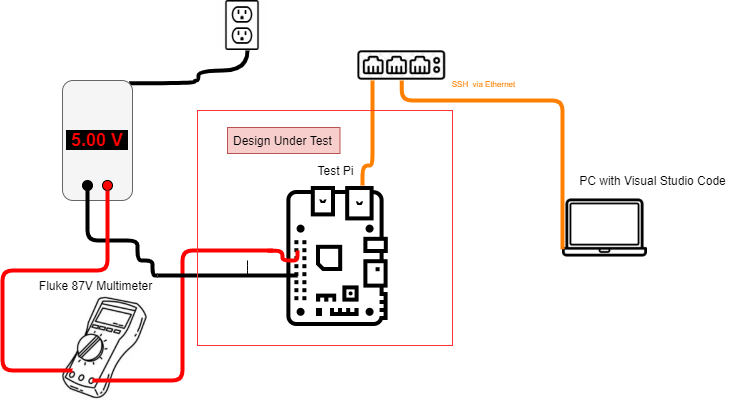 SSH via Ethernet
5.00 V
Design Under Test
Test Pi
PC with Visual Studio Code
Fluke 87V Multimeter